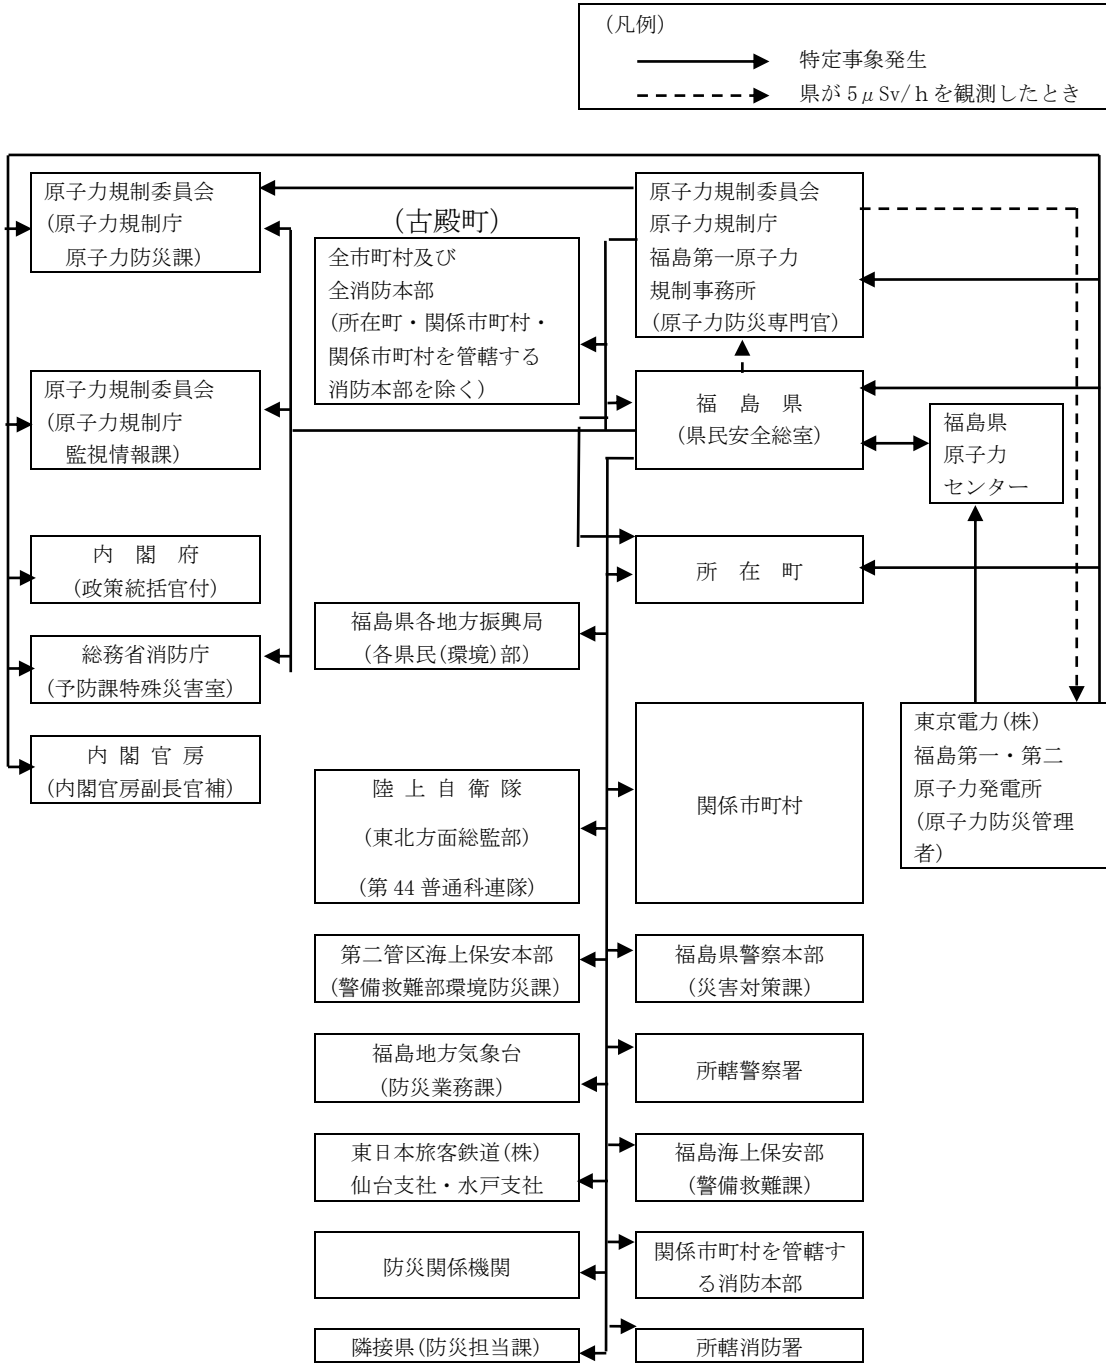 (凡例)
特定事象発生
県が 5μSv/ｈを観測したとき
原子力規制委員会
(原子力規制庁
原子力防災課)
(古殿町)
全市町村及び
全消防本部
(所在町・関係市町村・
関係市町村を管轄する
消防本部を除く)
原子力規制委員会
原子力規制庁
福島第一原子力
規制事務所
(原子力防災専門官)
原子力規制委員会
(原子力規制庁
監視情報課)
福　島　県
(県民安全総室)
福島県
原子力
センター
内　閣　府
(政策統括官付)
所　在　町
福島県各地方振興局
(各県民(環境)部)
総務省消防庁
(予防課特殊災害室)
内 閣 官 房
(内閣官房副長官補)
陸 上 自 衛 隊
(東北方面総監部)
(第 44 普通科連隊)
関係市町村
東京電力(株)
福島第一・第二
原子力発電所
(原子力防災管理
者)
第二管区海上保安本部
(警備救難部環境防災課)
福島県警察本部
(災害対策課)
福島地方気象台
(防災業務課)
所轄警察署
東日本旅客鉄道(株)
仙台支社・水戸支社
福島海上保安部
(警備救難課)
防災関係機関
関係市町村を管轄す
る消防本部
隣接県(防災担当課)
所轄消防署